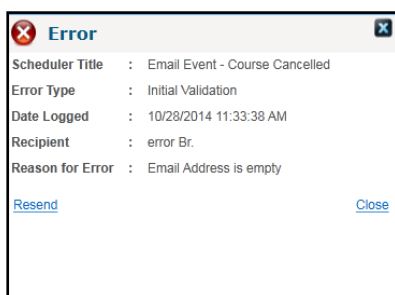 Error
Scheduler Title : Email Event - Course Cancelled
Error Type : Initial Validation
Date Logged : 10/28/2014 11:33:38 AM
Recipient : error Br.
Reason for Error : Email Address is empty
Resend Close